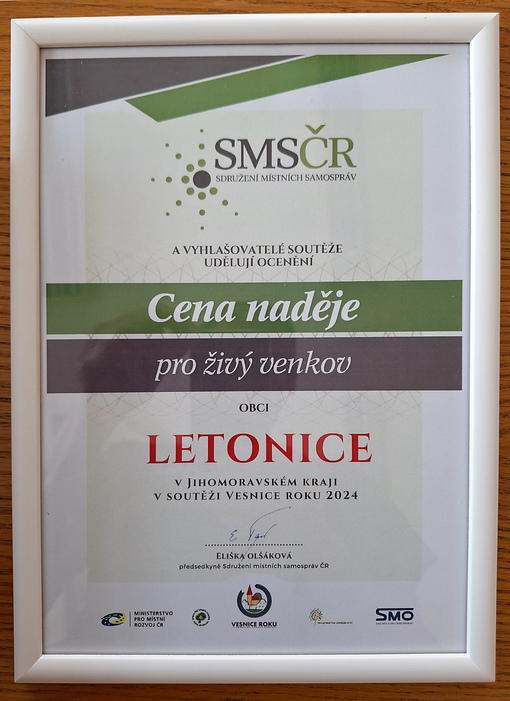 SMSČR
SDRUŽENÍ MÍSTNÍCH SAMOSPRÁV
A VYHLAŠOVATELÉ SOUTĚŽE
UDĚLUJÍ OCENĚNÍ
Cena naděje
pro živý venkov
OBCI
LETONICE
V JIHOMORAVSKÉM KRAJI
V SOUTĚŽI VESNICE ROKU 2024
ELIŠKA OLŠÁKOVÁ
předsedkyně Sdružení místních samospráv ČR
MINISTERSTVO
PRO MÍSTNÍ
ROZVOJ ČR
VESNICE ROKU
SMO